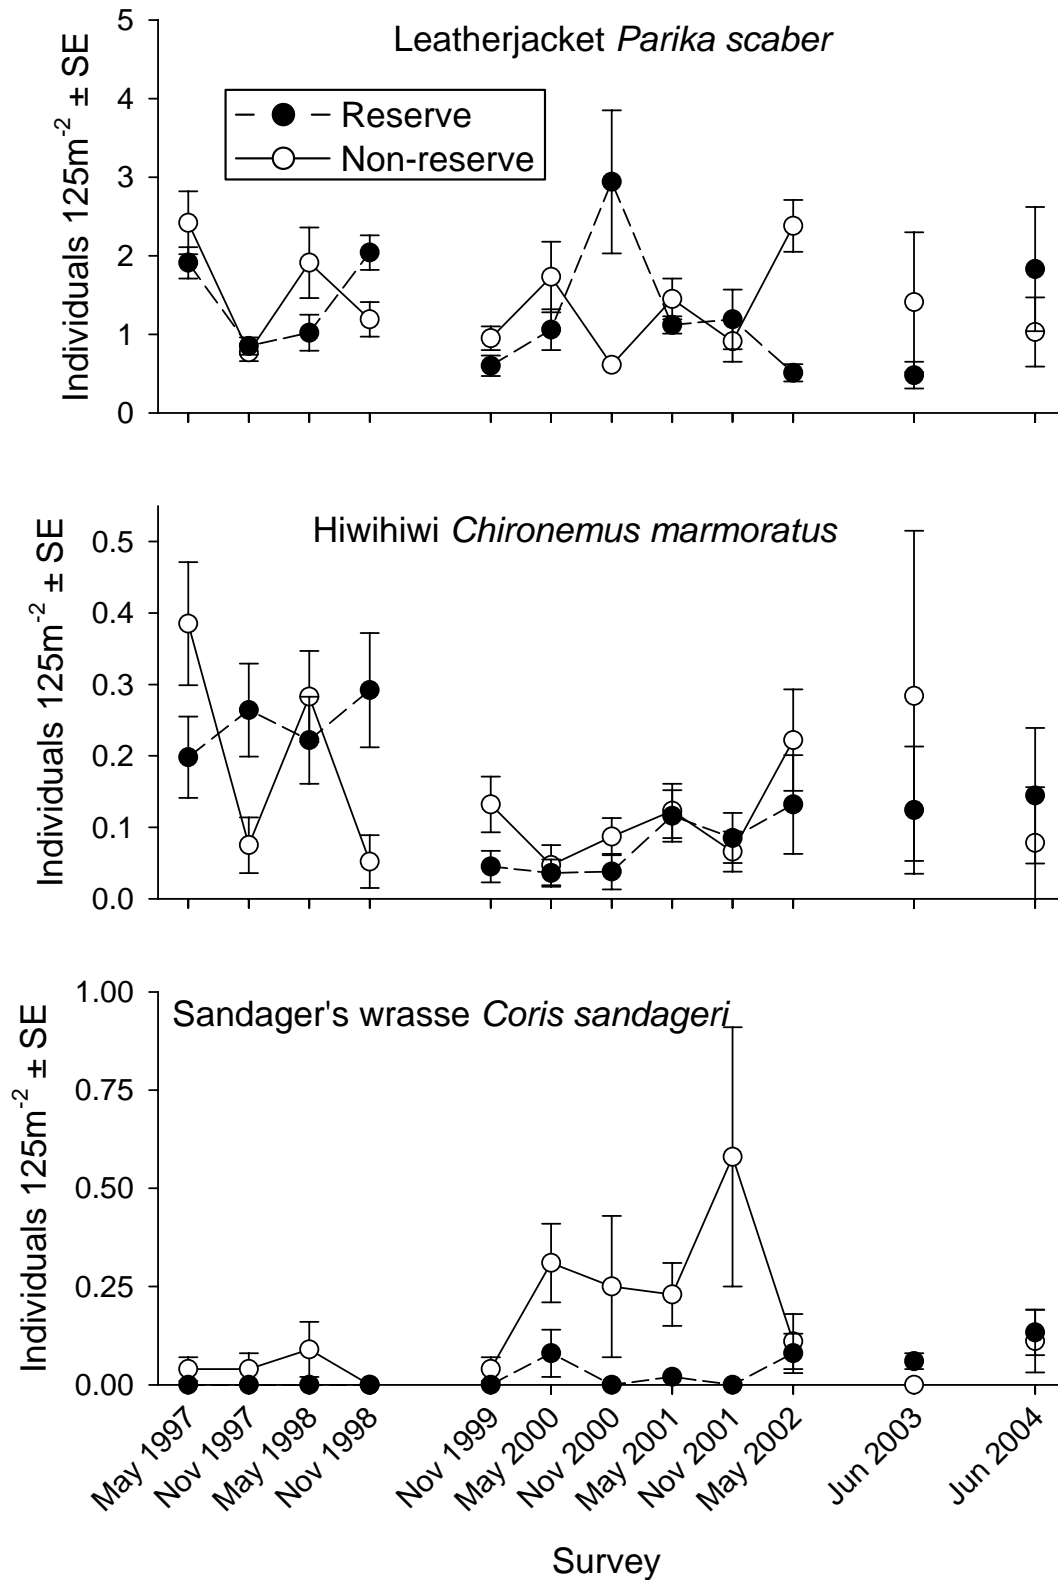 Leatherjacket Parika scaber
Reserve
Non-reserve
Individuals 125m⁻² ± SE
5
4
3
2
1
0
Hiwihiwi Chironemus marmoratus
Individuals 125m⁻² ± SE
0.5
0.4
0.3
0.2
0.1
0.0
Sandager's wrasse Coris sandageri
Individuals 125m⁻² ± SE
1.00
0.75
0.50
0.25
0.00
May 1997
Nov 1997
May 1998
Nov 1998
Nov 1999
May 2000
Nov 2000
May 2001
Nov 2001
May 2002
Jun 2003
Jun 2004
Survey